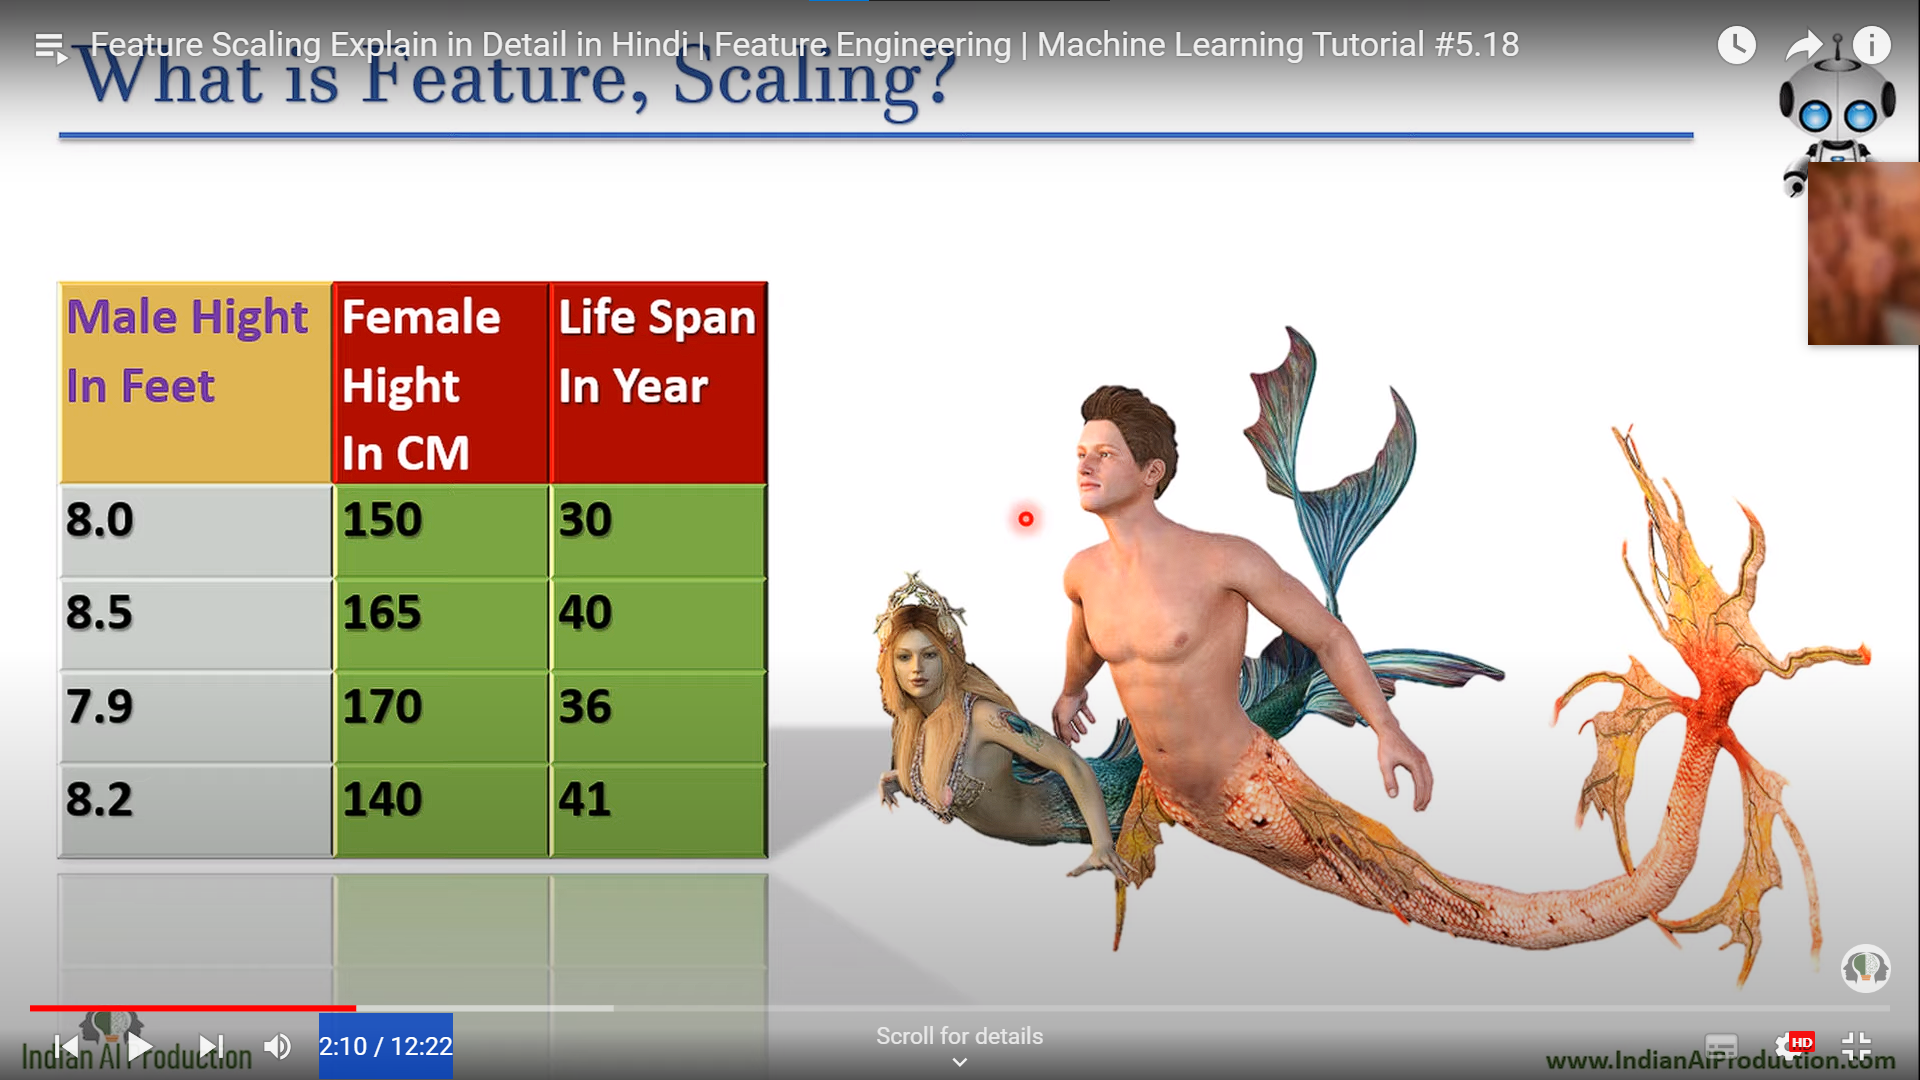 Feature Scaling Explain in Detail in Hindi | Feature Engineering | Machine Learning Tutorial #5.18
What is Feature, Scaling?
Male Hight In Feet
Female Hight In CM
Life Span In Year
8.0 150 30
8.5 165 40
7.9 170 36
8.2 140 41
Scroll for details
2:10 / 12:22
HD
Indian AI Production
www.IndianAIProduction.com